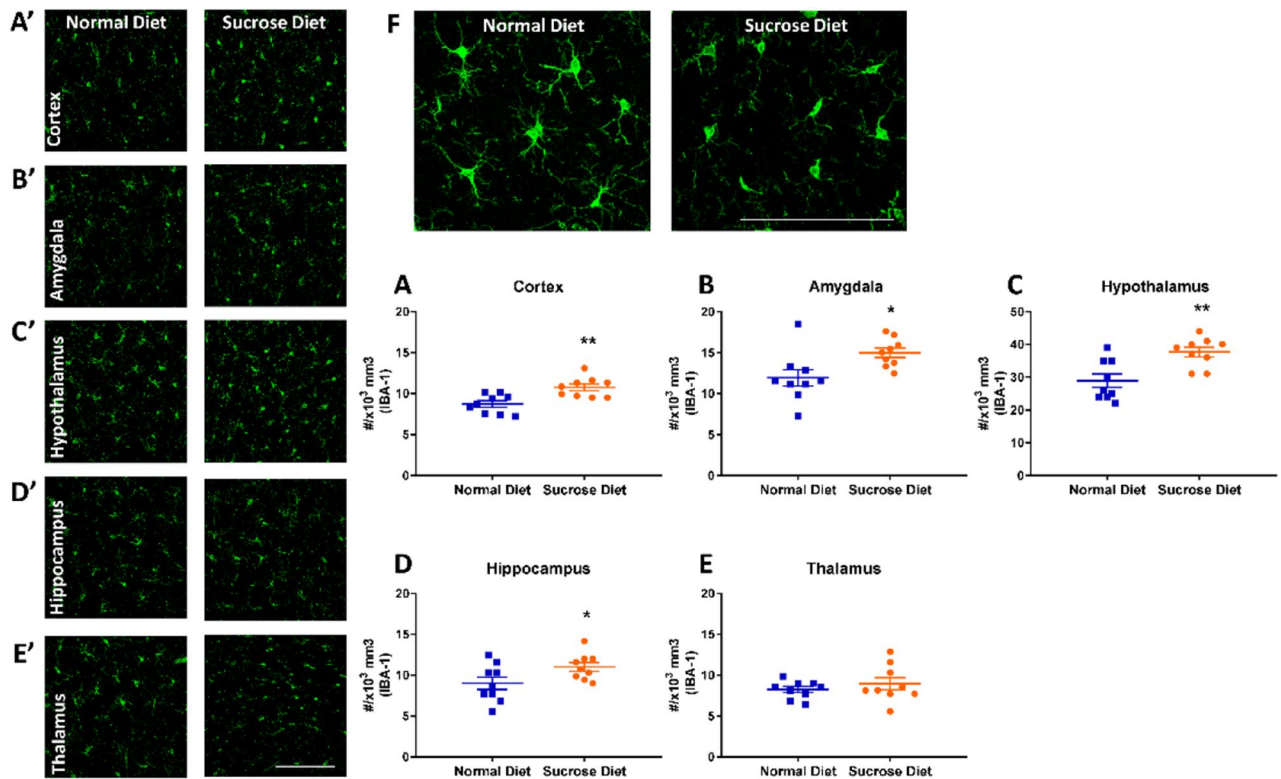 A’
Normal Diet
Sucrose Diet
Cortex
B’
Amygdala
C’
Hypothalamus
D’
Hippocampus
E’
Thalamus
F
Normal Diet
Sucrose Diet
A
Cortex
**
20
15
10
5
0
#/x10³ mm3
(IBA-1)
Normal Diet
Sucrose Diet
B
Amygdala
*
20
15
10
5
0
#/x10³ mm3
(IBA-1)
Normal Diet
Sucrose Diet
C
Hypothalamus
**
50
40
30
20
10
0
#/x10³ mm3
(IBA-1)
Normal Diet
Sucrose Diet
D
Hippocampus
*
20
15
10
5
0
#/x10³ mm3
(IBA-1)
Normal Diet
Sucrose Diet
E
Thalamus
20
15
10
5
0
#/x10³ mm3
(IBA-1)
Normal Diet
Sucrose Diet